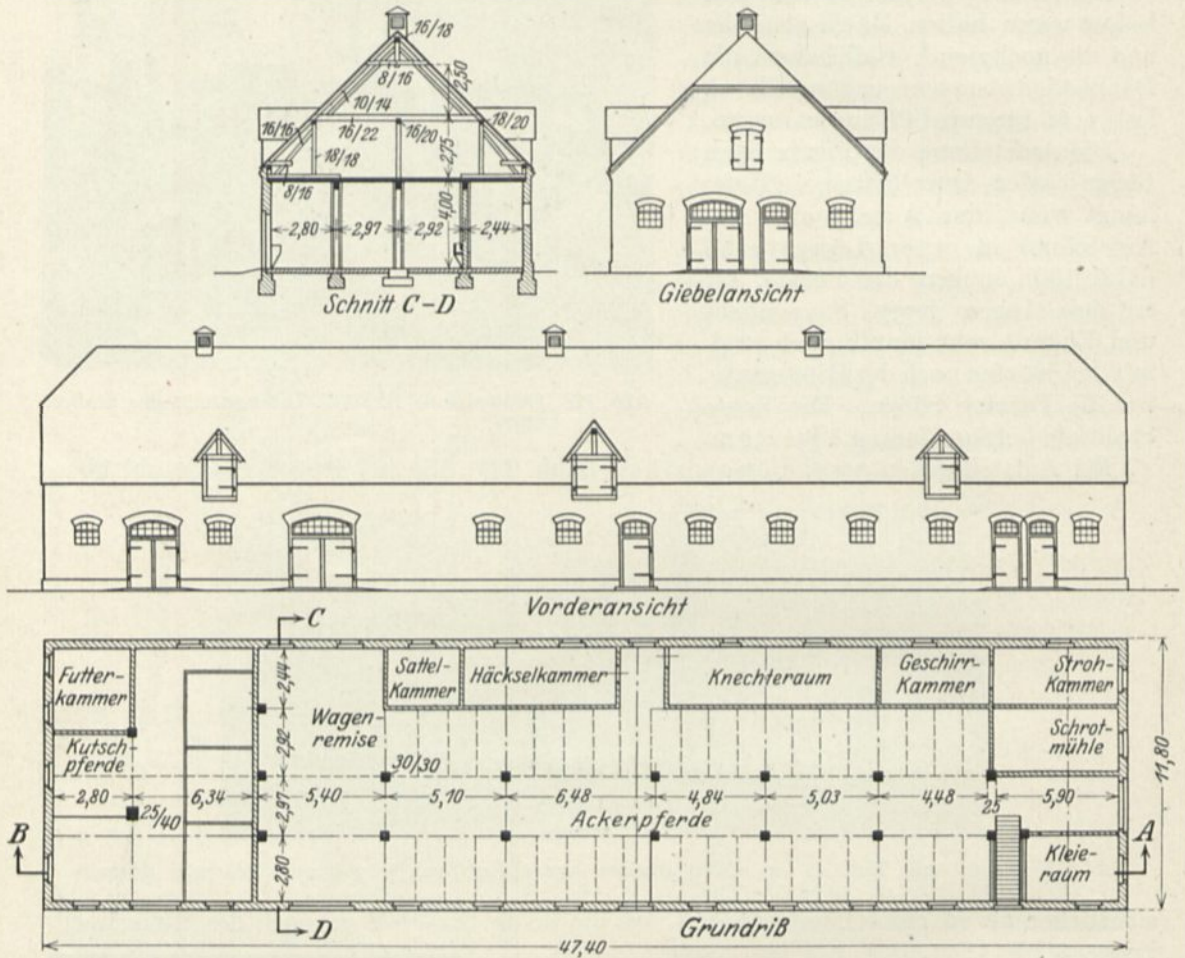 16/18
8/16
2,50
10/14
16/16
16/22
16/20
18/20
18/18
2,75
8/16
4,00
2,80 2,97 2,92 2,44
Schnitt C-D
Giebelansicht
Vorderansicht
C
Futter-
kammer
2,44
Sattel-
Kammer
Häckselkammer
Knechteraum
Geschirr-
Kammer
Stroh-
Kammer
Wagen-
remise
2,92
Schrot-
mühle
Kutsch-
pferde
30/30
11,80
2,80 6,34 5,40 5,10 6,48 4,84 5,03 4,48 5,90
2,97
25/40
Ackerpferde
25
B
A
2,80
Kleie-
raum
D
Grundriß
47,40